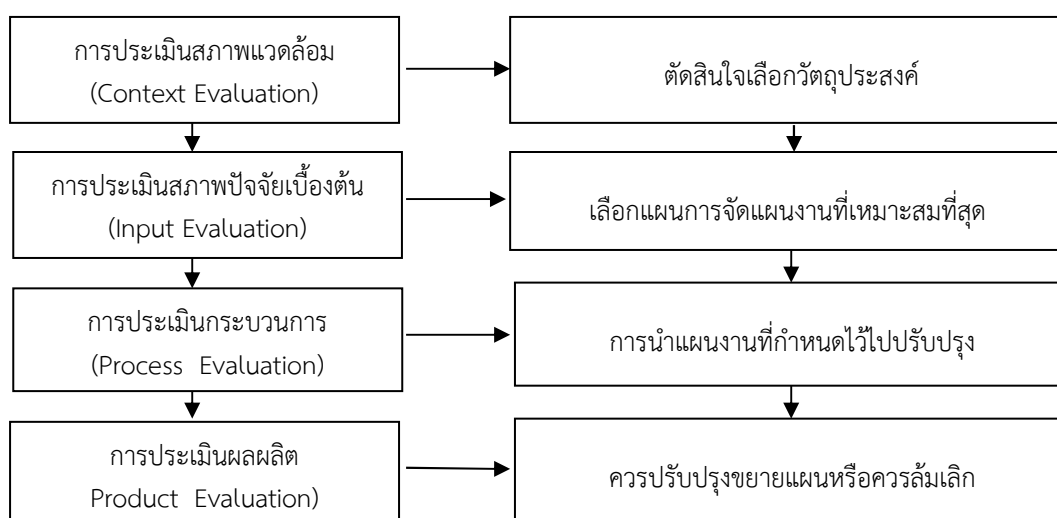 การประเมินสภาพแวดล้อม
(Context Evaluation)
ตัดสินใจเลือกวัตถุประสงค์
การประเมินสภาพปัจจัยเบื้องต้น
(Input Evaluation)
เลือกแผนการจัดแผนงานที่เหมาะสมที่สุด
การประเมินกระบวนการ
(Process Evaluation)
การนำแผนงานที่กำหนดไว้ไปปรับปรุง
การประเมินผลผลิต
Product Evaluation)
ควรปรับปรุงขยายแผนหรือควรล้มเลิก